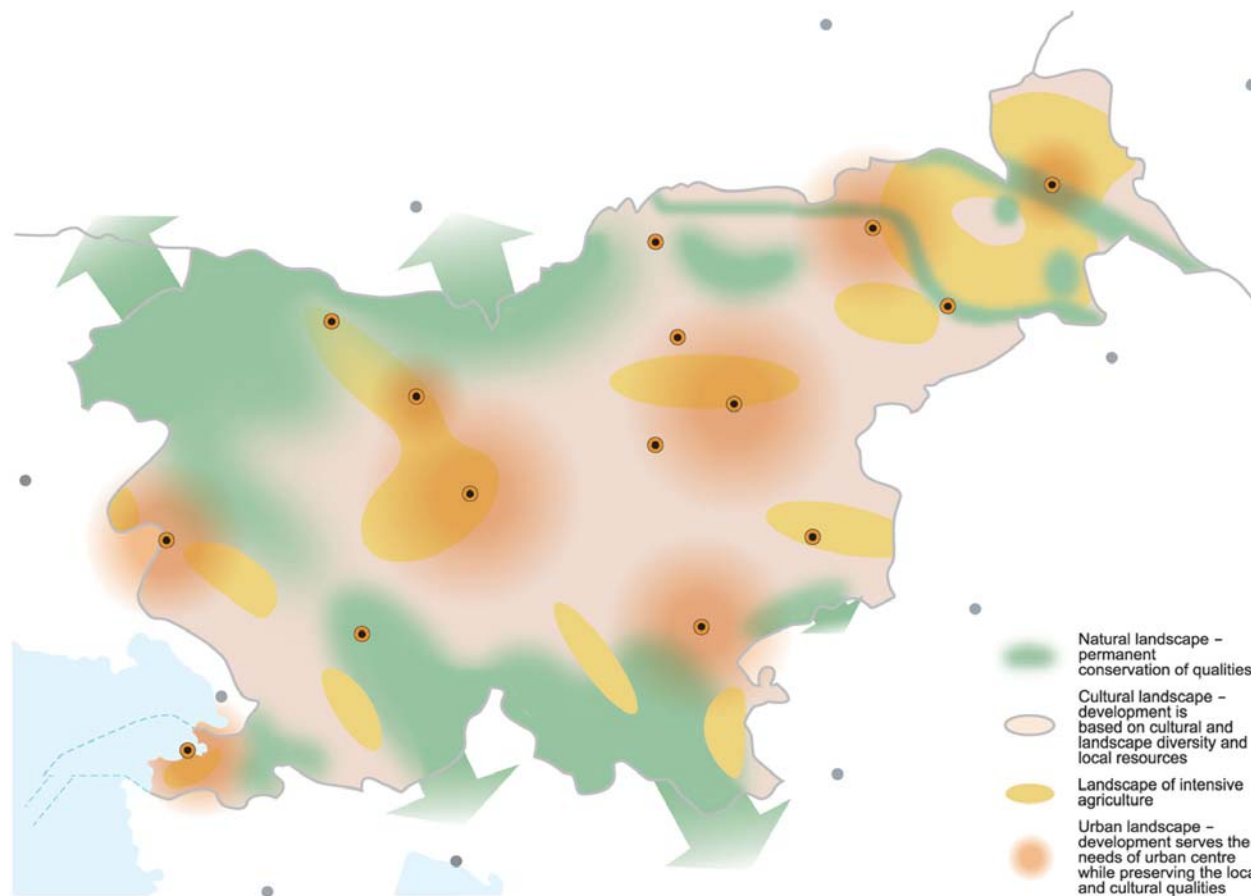 Natural landscape –
permanent
conservation of qualities
Cultural landscape –
development is
based on cultural and
landscape diversity and
local resources
Landscape of intensive
agriculture
Urban landscape –
development serves the
needs of urban centre
while preserving the local
and cultural qualities